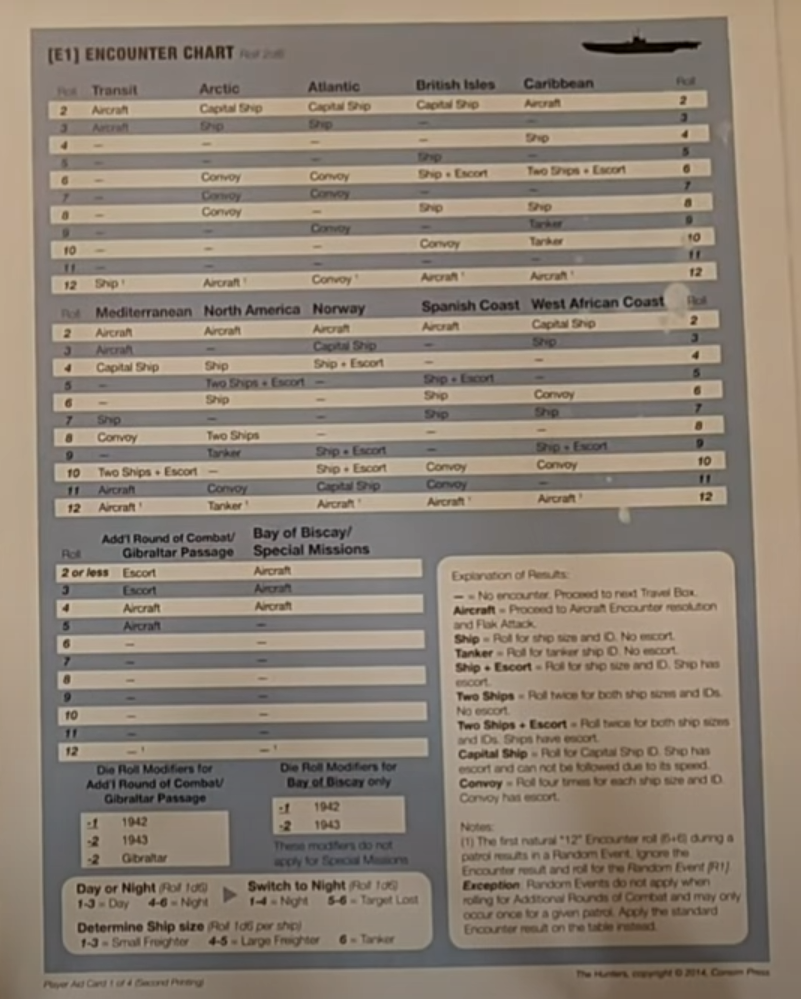 [E1] ENCOUNTER CHART Roll 2d6
Roll Transit Arctic Atlantic British Isles Caribbean Roll
2 Aircraft Capital Ship Capital Ship Capital Ship Aircraft 2
3 Aircraft Ship Ship – – 3
4 – – – – Ship 4
5 – – – Ship – 5
6 – Convoy Convoy Ship + Escort Two Ships + Escort 6
7 – Convoy Convoy – – 7
8 – Convoy – Ship Ship 8
9 – – Convoy – Tanker 9
10 – – – Convoy Tanker 10
11 – – – – – 11
12 Ship ¹ Aircraft ¹ Convoy ¹ Aircraft ¹ Aircraft ¹ 12
Roll Mediterranean North America Norway Spanish Coast West African Coast Roll
2 Aircraft Aircraft Aircraft Aircraft Capital Ship 2
3 Aircraft – Capital Ship – Ship 3
4 Capital Ship Ship Ship + Escort – – 4
5 – Two Ships + Escort – Ship + Escort – 5
6 – Ship – Ship Convoy 6
7 Ship – – Ship Ship 7
8 Convoy Two Ships – – – 8
9 – Tanker Ship + Escort – Ship + Escort 9
10 Two Ships + Escort – Ship + Escort Convoy Convoy 10
11 Aircraft Convoy Capital Ship Convoy – 11
12 Aircraft ¹ Tanker ¹ Aircraft ¹ Aircraft ¹ Aircraft ¹ 12
Add'l Round of Combat/ Bay of Biscay/
Roll Gibraltar Passage Special Missions
2 or less Escort Aircraft
3 Escort Aircraft
4 Aircraft Aircraft
5 Aircraft –
6 – –
7 – –
8 – –
9 – –
10 – –
11 – –
12 – ¹ – ¹
Die Roll Modifiers for
Add'l Round of Combat/
Gibraltar Passage
-1 1942
-2 1943
-2 Gibraltar
Die Roll Modifiers for
Bay of Biscay only
-1 1942
-2 1943
These modifiers do not
apply for Special Missions
Day or Night (Roll 1d6) Switch to Night (Roll 1d6)
1-3 = Day 4-6 = Night 1-4 = Night 5-6 = Target Lost
Determine Ship size (Roll 1d6 per ship)
1-3 = Small Freighter 4-5 = Large Freighter 6 = Tanker
Explanation of Results:
– = No encounter. Proceed to next Travel Box.
Aircraft = Proceed to Aircraft Encounter resolution
and Flak Attack.
Ship = Roll for ship size and ID. No escort.
Tanker = Roll for tanker ship ID. No escort.
Ship + Escort = Roll for ship size and ID. Ship has
escort.
Two Ships = Roll twice for both ship sizes and IDs.
No escort.
Two Ships + Escort = Roll twice for both ship sizes
and IDs. Ships have escort.
Capital Ship = Roll for Capital Ship ID. Ship has
escort and can not be followed due to its speed.
Convoy = Roll four times for each ship size and ID.
Convoy has escort.
Notes:
(1) The first natural "12" Encounter roll (6+6) during a
patrol results in a Random Event. Ignore the
Encounter result and roll for the Random Event [R1].
Exception: Random Events do not apply when
rolling for Additional Rounds of Combat and may only
occur once for a given patrol. Apply the standard
Encounter result on the table instead.
Player Aid Card 1 of 4 (Second Printing)
The Hunters, copyright © 2014, Consim Press